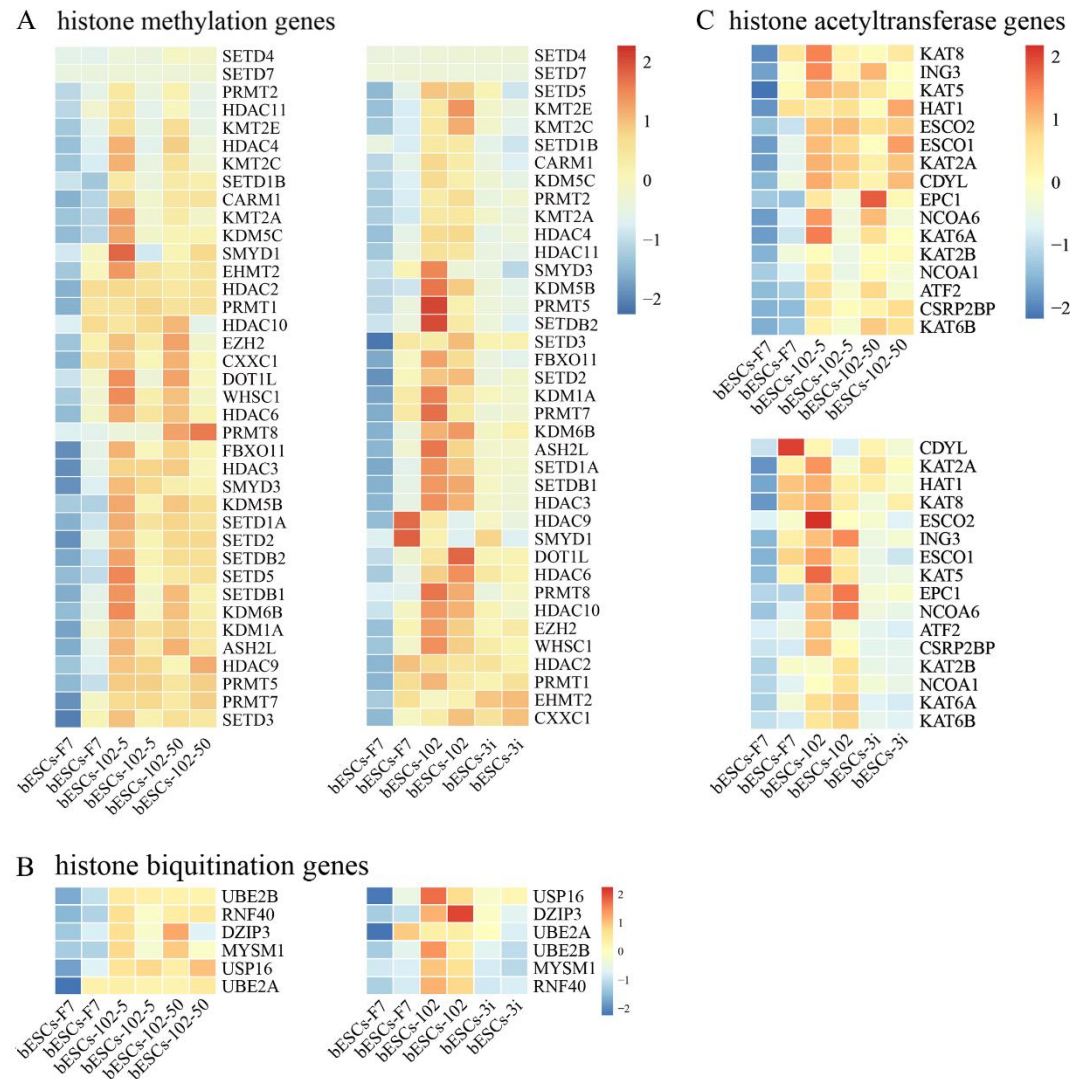 A histone methylation genes
SETD4
SETD7
PRMT2
HDAC11
KMT2E
HDAC4
KMT2C
SETD1B
CARM1
KMT2A
KDM5C
SMYD1
EHMT2
HDAC2
PRMT1
HDAC10
EZH2
CXXC1
DOT1L
WHSC1
HDAC6
PRMT8
FBXO11
HDAC3
SMYD3
KDM5B
SETD1A
SETD2
SETDB2
SETD5
SETDB1
KDM6B
KDM1A
ASH2L
HDAC9
PRMT5
PRMT7
SETD3
bESCs-F7
bESCs-F7
bESCs-102-5
bESCs-102-5
bESCs-102-50
bESCs-102-50
SETD4
SETD7
SETD5
KMT2E
KMT2C
SETD1B
CARM1
KDM5C
PRMT2
KMT2A
HDAC4
HDAC11
SMYD3
KDM5B
PRMT5
SETDB2
SETD3
FBXO11
SETD2
KDM1A
PRMT7
KDM6B
ASH2L
SETD1A
SETDB1
HDAC3
HDAC9
SMYD1
DOT1L
HDAC6
PRMT8
HDAC10
EZH2
WHSC1
HDAC2
PRMT1
EHMT2
CXXC1
bESCs-F7
bESCs-F7
bESCs-102
bESCs-102
bESCs-3i
bESCs-3i
2
1
0
−1
−2
C histone acetyltransferase genes
KAT8
ING3
KAT5
HAT1
ESCO2
ESCO1
KAT2A
CDYL
EPC1
NCOA6
KAT6A
KAT2B
NCOA1
ATF2
CSRP2BP
KAT6B
bESCs-F7
bESCs-F7
bESCs-102-5
bESCs-102-5
bESCs-102-50
bESCs-102-50
2
1
0
−1
−2
CDYL
KAT2A
HAT1
KAT8
ESCO2
ING3
ESCO1
KAT5
EPC1
NCOA6
ATF2
CSRP2BP
KAT2B
NCOA1
KAT6A
KAT6B
bESCs-F7
bESCs-F7
bESCs-102
bESCs-102
bESCs-3i
bESCs-3i
B histone biquitination genes
UBE2B
RNF40
DZIP3
MYSM1
USP16
UBE2A
bESCs-F7
bESCs-F7
bESCs-102-5
bESCs-102-5
bESCs-102-50
bESCs-102-50
USP16
DZIP3
UBE2A
UBE2B
MYSM1
RNF40
bESCs-F7
bESCs-F7
bESCs-102
bESCs-102
bESCs-3i
bESCs-3i
2
1
0
−1
−2